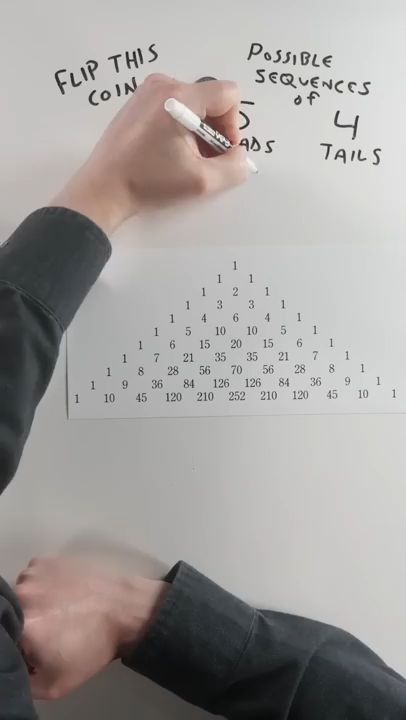 FLIP THIS
COIN
POSSIBLE
SEQUENCES
of
5 4
TAILS
1
1 1
1 2 1
1 3 3 1
1 4 6 4 1
1 5 10 10 5 1
1 6 15 20 15 6 1
1 7 21 35 35 21 7 1
1 8 28 56 70 56 28 8 1
1 9 36 84 126 126 84 36 9 1
1 10 45 120 210 252 210 120 45 10 1